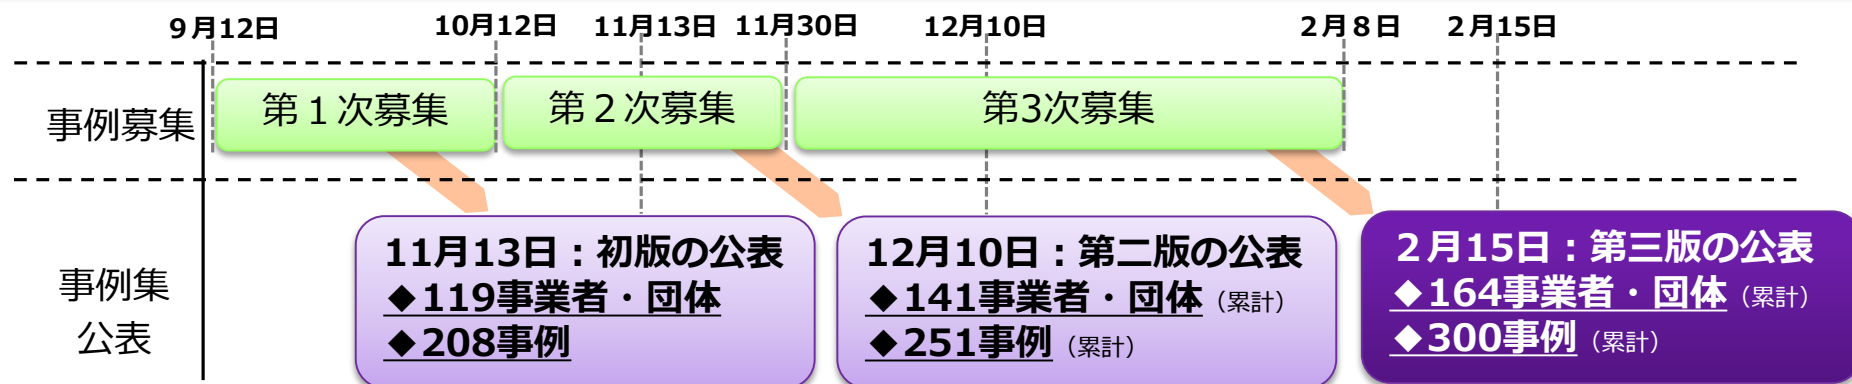 ９月12日
10月12日
11月13日
11月30日
12月10日
２月８日
２月15日
事例募集
第１次募集
第２次募集
第3次募集
事例集
公表
11月13日：初版の公表
◆119事業者・団体
◆208事例
12月10日：第二版の公表
◆141事業者・団体（累計）
◆251事例（累計）
２月15日：第三版の公表
◆164事業者・団体（累計）
◆300事例（累計）